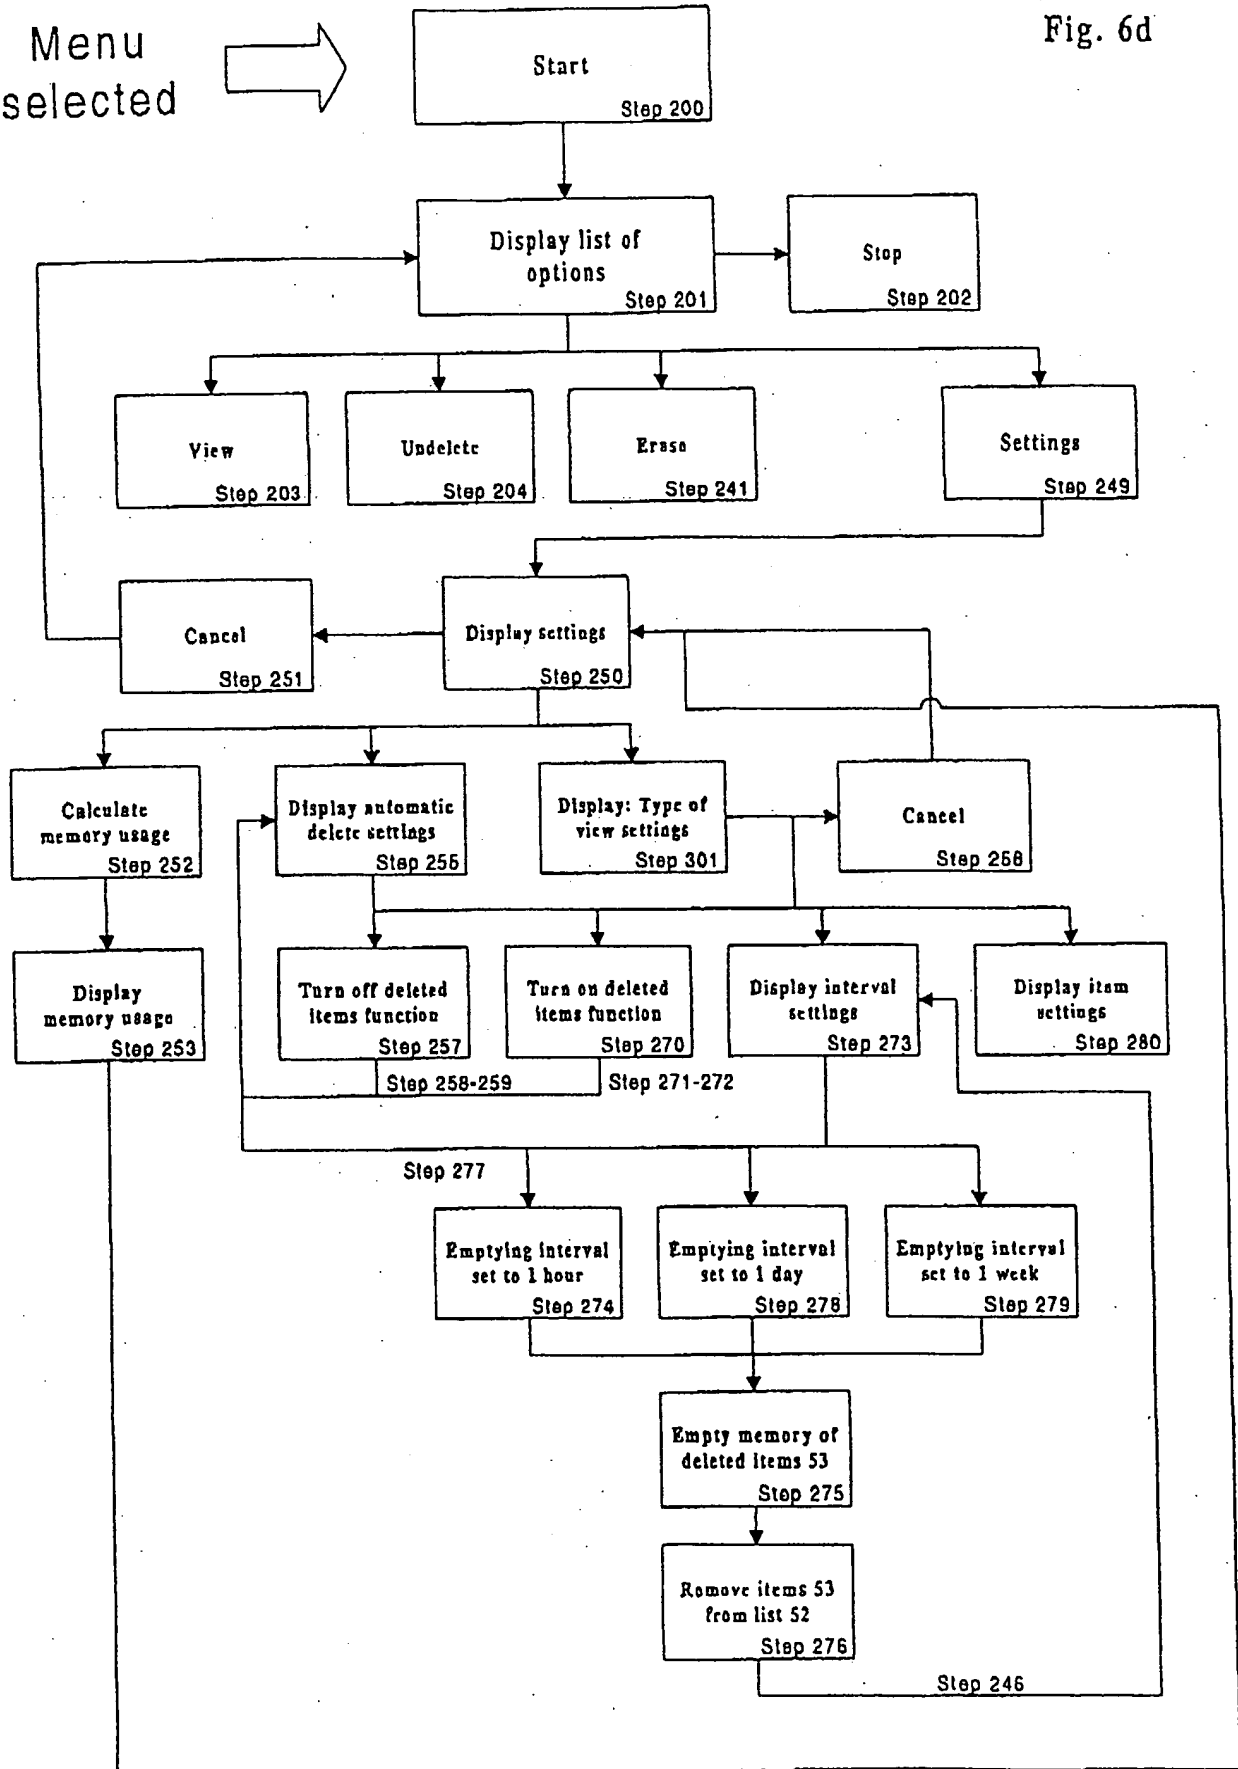 Fig. 6d
Menu
selected
Start
Step 200
Display list of
options
Step 201
Stop
Step 202
View
Step 203
Undelete
Step 204
Erase
Step 241
Settings
Step 249
Cancel
Step 251
Display settings
Step 250
Calculate
memory usage
Step 252
Display automatic
delete settings
Step 255
Display: Type of
view settings
Step 301
Cancel
Step 256
Display
memory usage
Step 253
Turn off deleted
items function
Step 257
Turn on deleted
items function
Step 270
Display interval
settings
Step 273
Display item
settings
Step 280
Step 258-259
Step 271-272
Step 277
Emptying interval
set to 1 hour
Step 274
Emptying interval
set to 1 day
Step 278
Emptying interval
set to 1 week
Step 279
Empty memory of
deleted items 53
Step 275
Remove items 53
from list 52
Step 276
Step 246